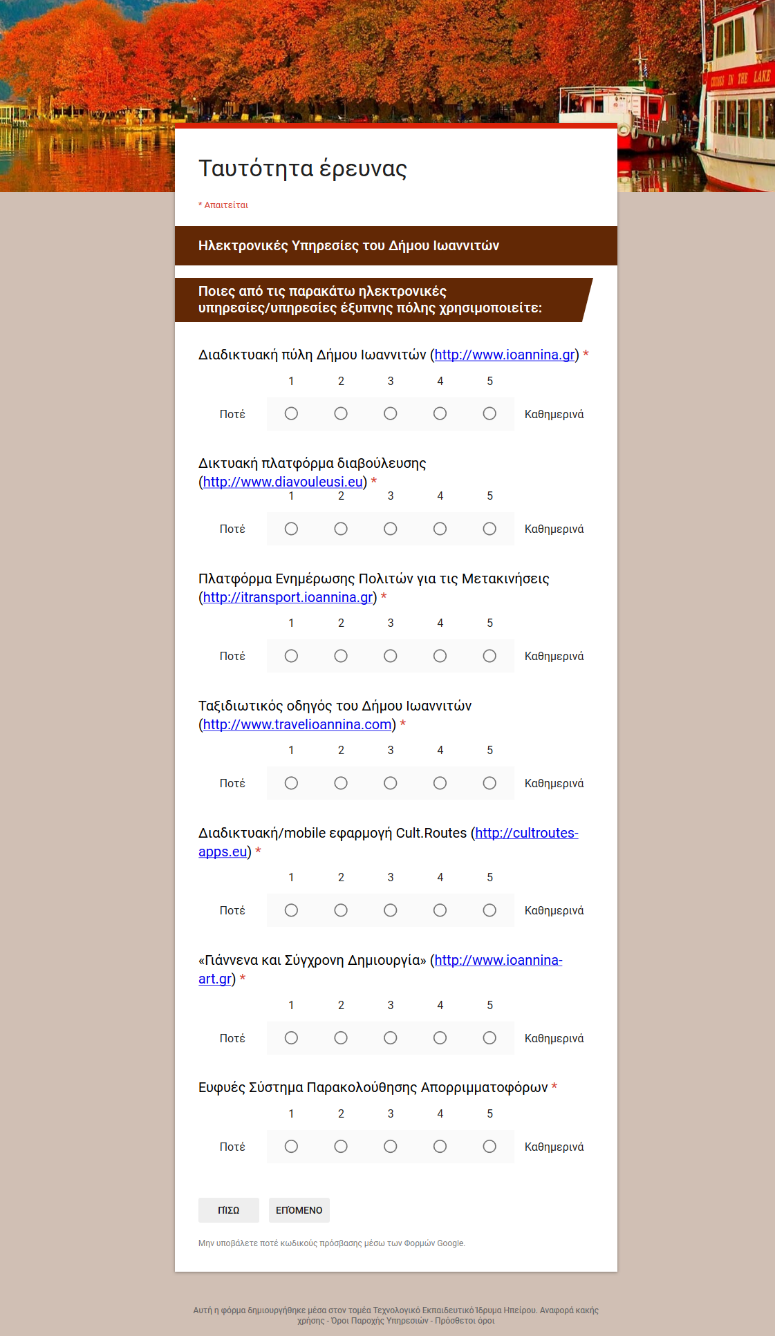 CRUISES IN THE LAKE
Ταυτότητα έρευνας
* Απαιτείται
Ηλεκτρονικές Υπηρεσίες του Δήμου Ιωαννιτών
Ποιες από τις παρακάτω ηλεκτρονικές
υπηρεσίες/υπηρεσίες έξυπνης πόλης χρησιμοποιείτε:
Διαδικτυακή πύλη Δήμου Ιωαννιτών (http://www.ioannina.gr) *
1 2 3 4 5
Ποτέ Καθημερινά
Δικτυακή πλατφόρμα διαβούλευσης
(http://www.diavouleusi.eu) *
1 2 3 4 5
Ποτέ Καθημερινά
Πλατφόρμα Ενημέρωσης Πολιτών για τις Μετακινήσεις
(http://itransport.ioannina.gr) *
1 2 3 4 5
Ποτέ Καθημερινά
Ταξιδιωτικός οδηγός του Δήμου Ιωαννιτών
(http://www.travelioannina.com) *
1 2 3 4 5
Ποτέ Καθημερινά
Διαδικτυακή/mobile εφαρμογή Cult.Routes (http://cultroutes-
apps.eu) *
1 2 3 4 5
Ποτέ Καθημερινά
«Γιάννενα και Σύγχρονη Δημιουργία» (http://www.ioannina-
art.gr) *
1 2 3 4 5
Ποτέ Καθημερινά
Ευφυές Σύστημα Παρακολούθησης Απορριμματοφόρων *
1 2 3 4 5
Ποτέ Καθημερινά
ΠΊΣΩ ΕΠΌΜΕΝΟ
Μην υποβάλετε ποτέ κωδικούς πρόσβασης μέσω των Φορμών Google.
Αυτή η φόρμα δημιουργήθηκε μέσα στον τομέα Τεχνολογικό Εκπαιδευτικό Ίδρυμα Ηπείρου. Αναφορά κακής
χρήσης - Όροι Παροχής Υπηρεσιών - Πρόσθετοι όροι